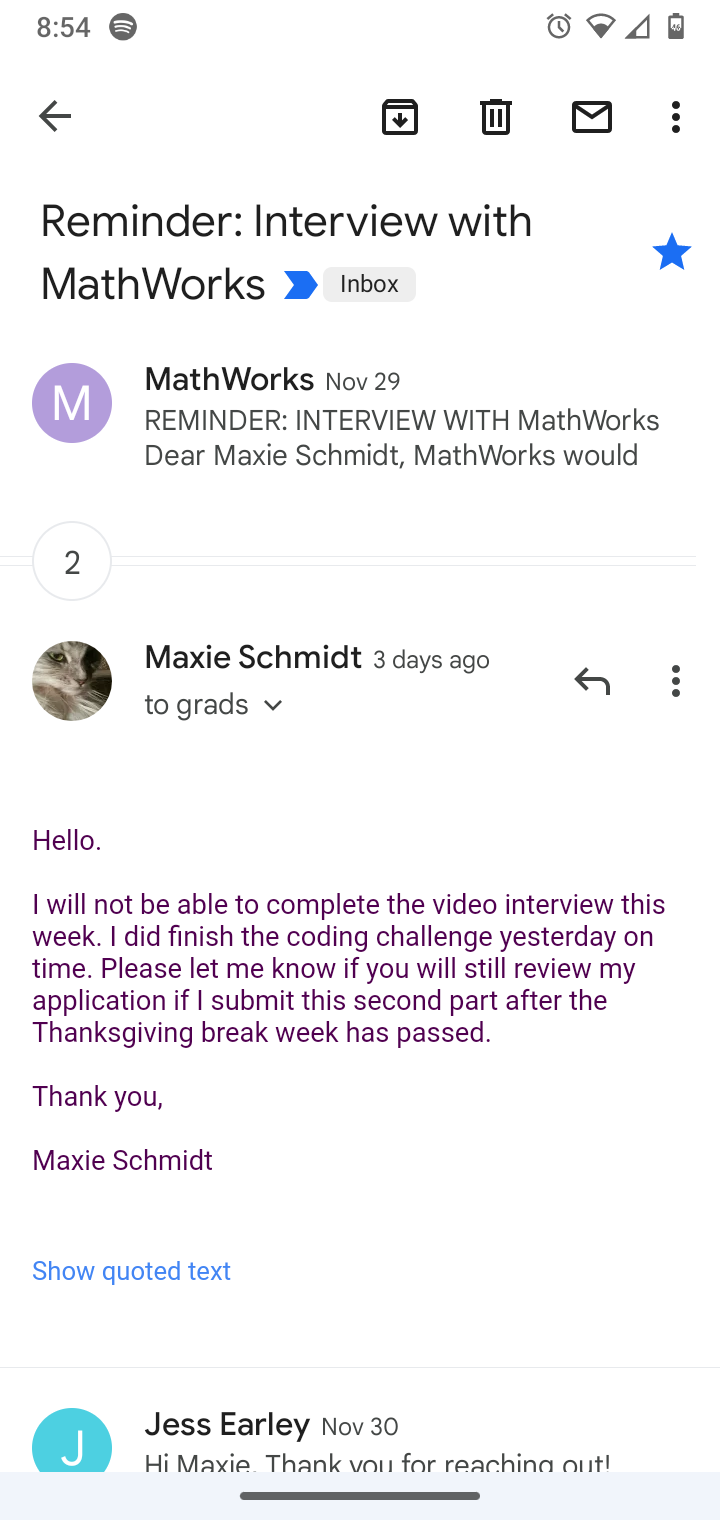 8:54
46
Reminder: Interview with
MathWorks Inbox
M
MathWorks Nov 29
REMINDER: INTERVIEW WITH MathWorks
Dear Maxie Schmidt, MathWorks would
2
Maxie Schmidt 3 days ago
to grads
Hello.
I will not be able to complete the video interview this
week. I did finish the coding challenge yesterday on
time. Please let me know if you will still review my
application if I submit this second part after the
Thanksgiving break week has passed.
Thank you,
Maxie Schmidt
Show quoted text
J
Jess Earley Nov 30
Hi Maxie, Thank you for reaching out!